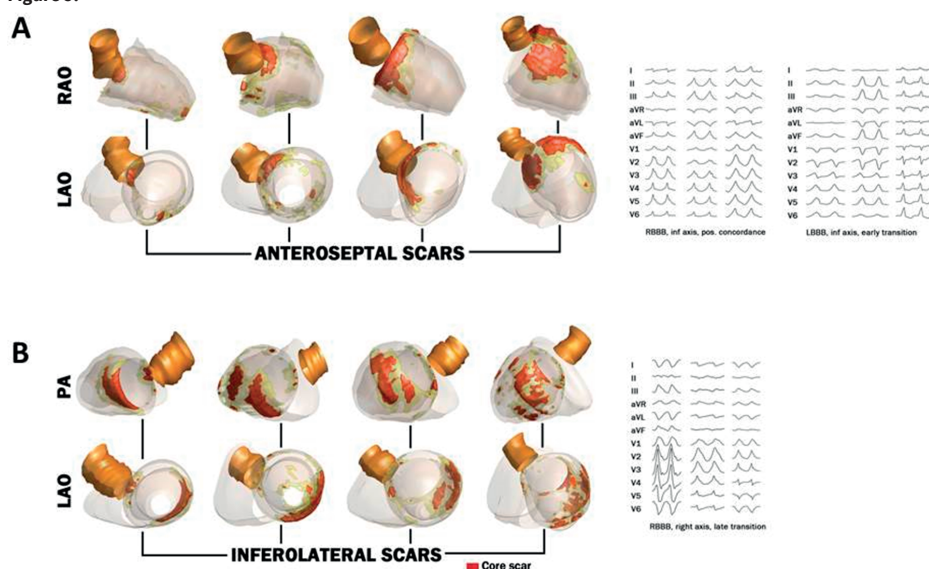 A
RAO
LAO
ANTEROSEPTAL SCARS
I
II
III
aVR
aVL
aVF
V1
V2
V3
V4
V5
V6
RBBB, inf axis, pos. concordance
I
II
III
aVR
aVL
aVF
V1
V2
V3
V4
V5
V6
LBBB, inf axis, early transition
B
PA
LAO
INFEROLATERAL SCARS
I
II
III
aVR
aVL
aVF
V1
V2
V3
V4
V5
V6
RBBB, right axis, late transition
Core scar